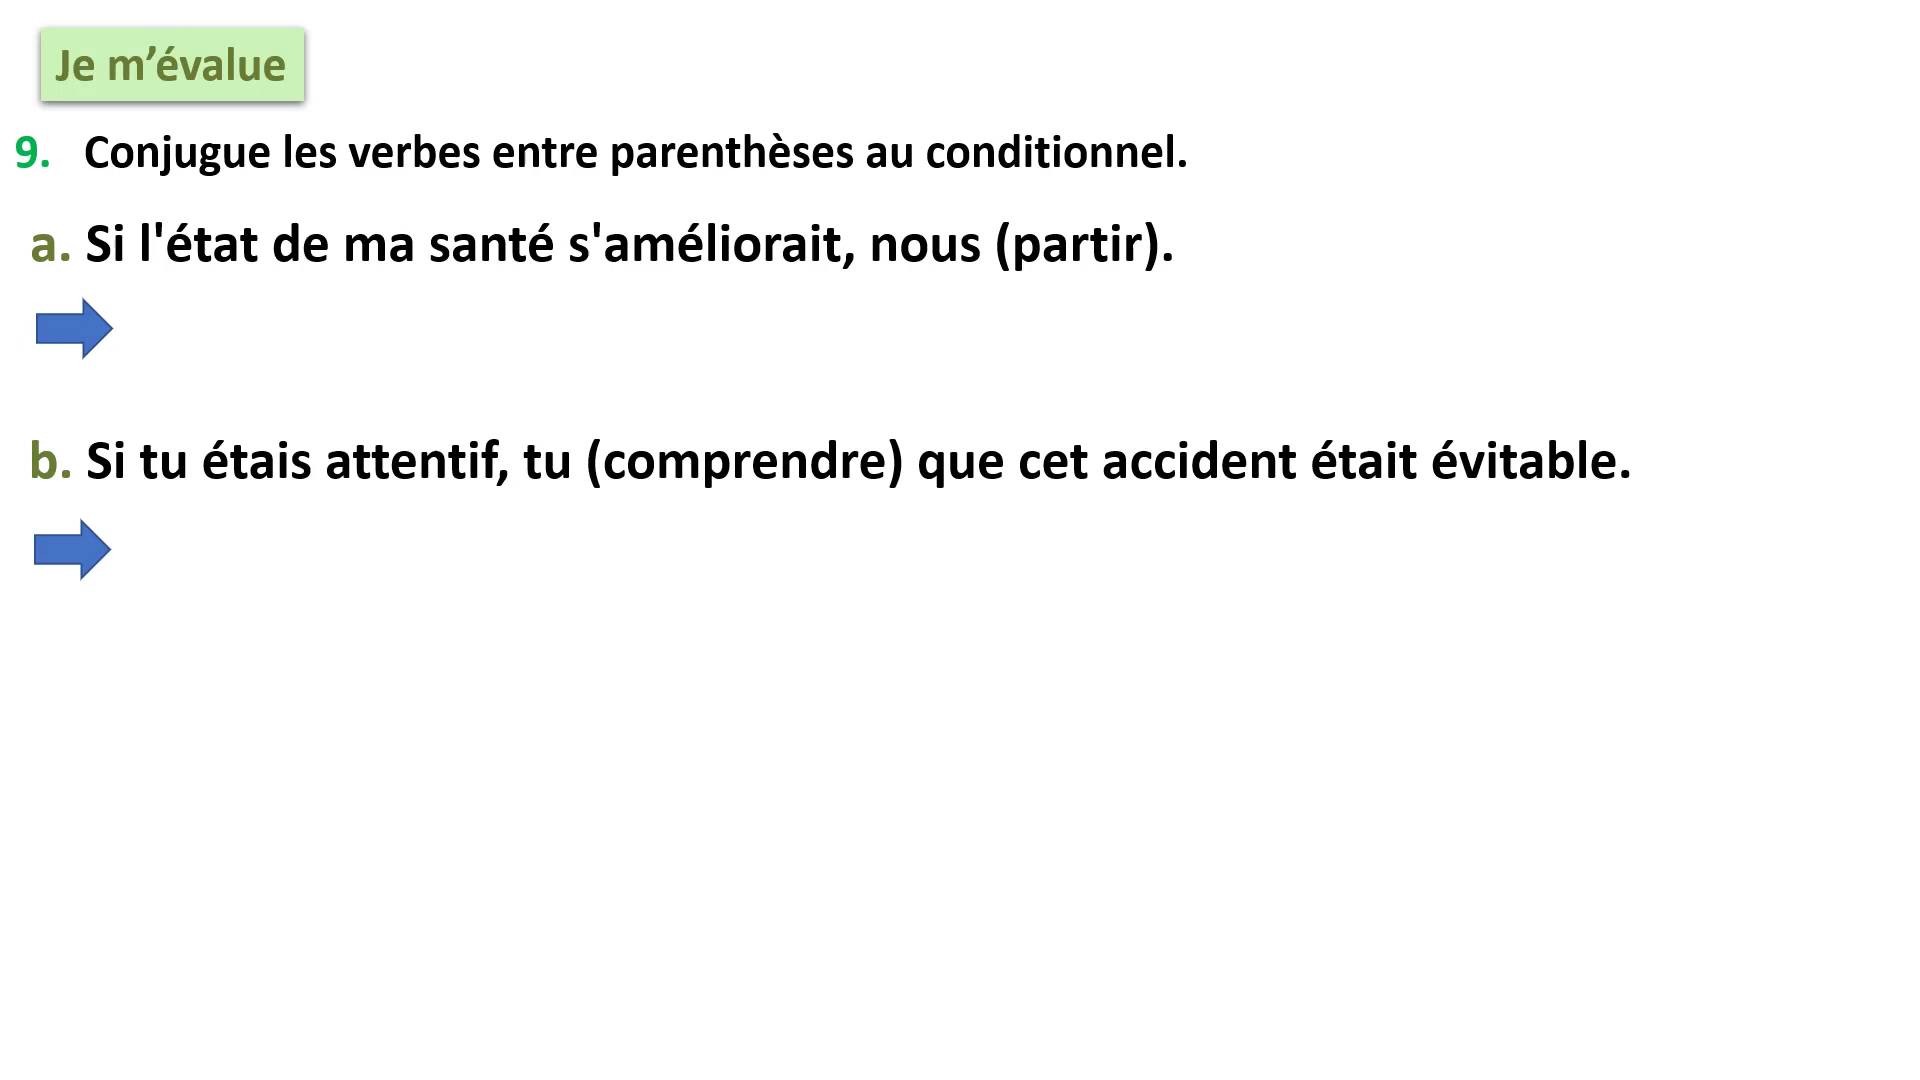 Je m’évalue
9. Conjugue les verbes entre parenthèses au conditionnel.
a. Si l'état de ma santé s'améliorait, nous (partir).
b. Si tu étais attentif, tu (comprendre) que cet accident était évitable.